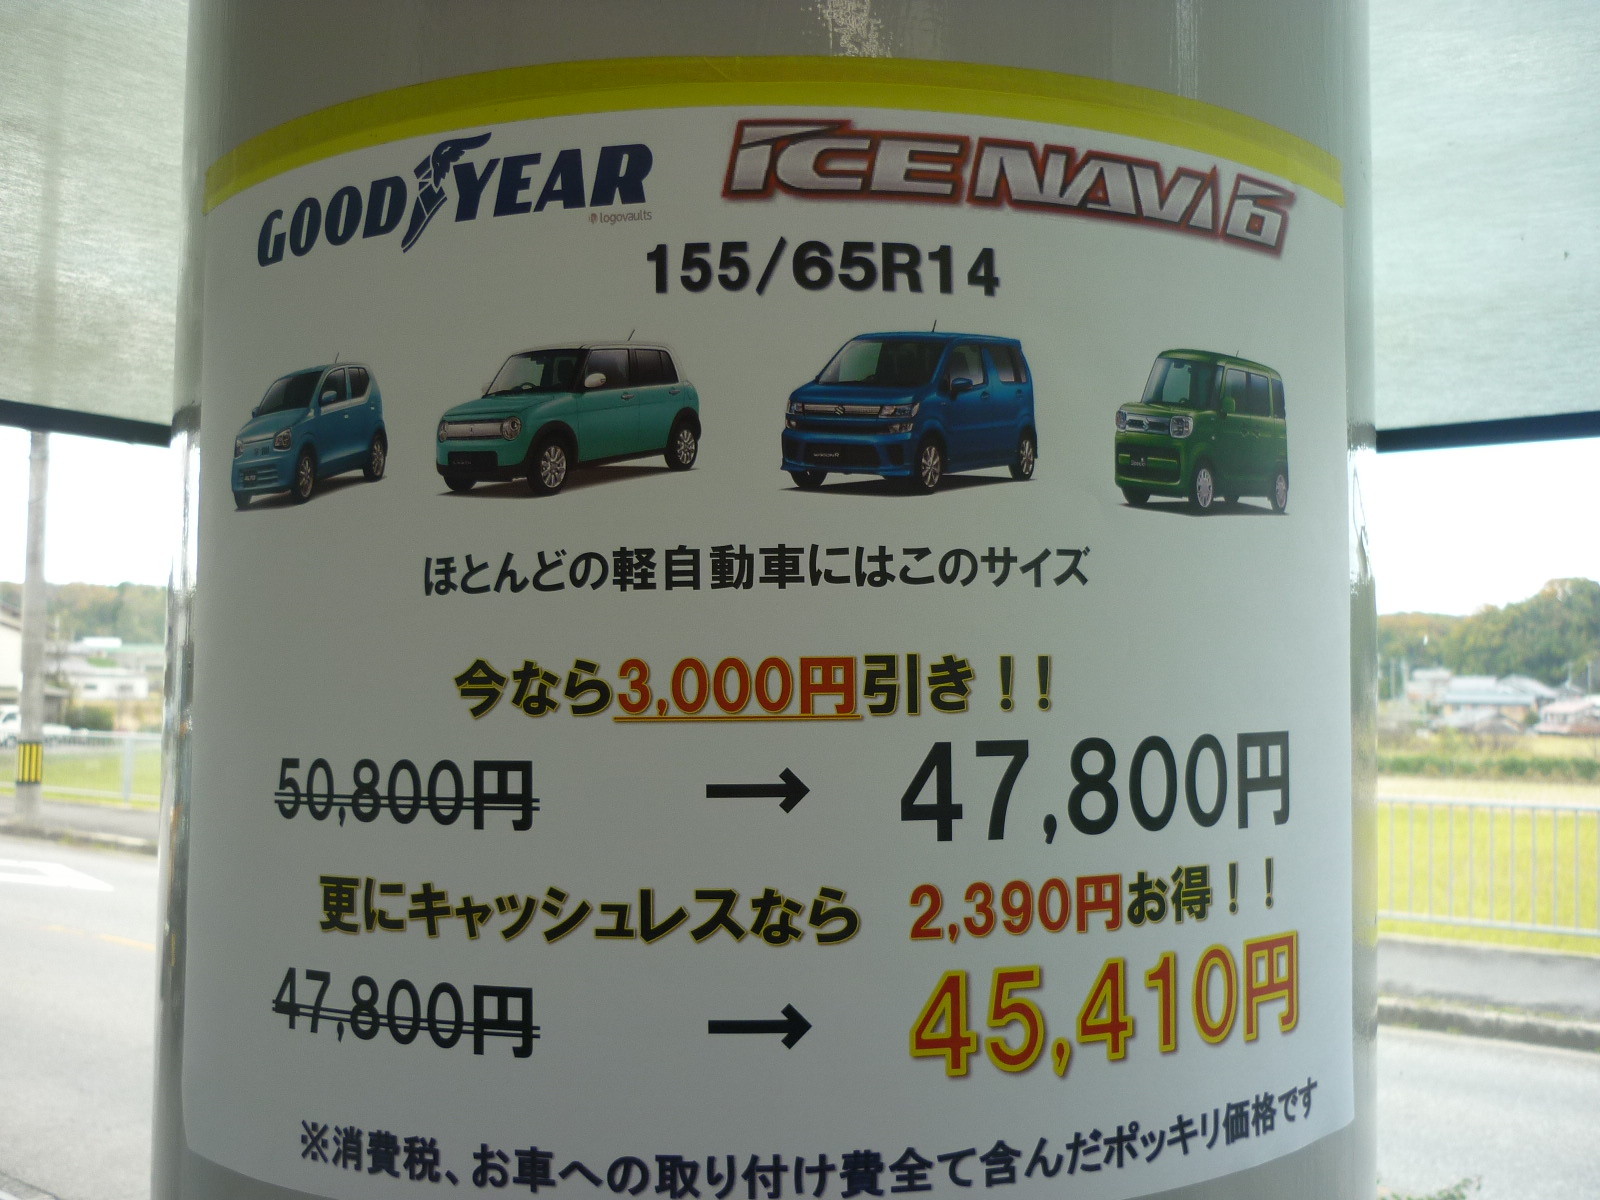 GOODYEAR
logovaults
ICE NAVI6
155/65R14
ほとんどの軽自動車にはこのサイズ
今なら3,000円引き!!
50,800円 → 47,800円
更にキャッシュレスなら 2,390円お得!!
47,800円 → 45,410円
※消費税、お車への取り付け費全て含んだポッキリ価格です